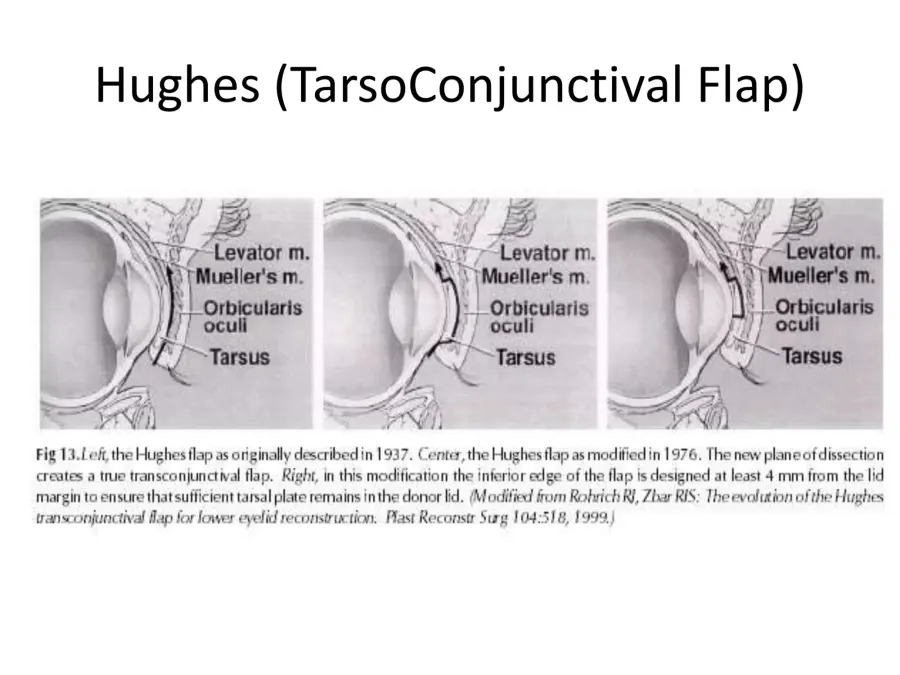 Hughes (TarsoConjunctival Flap)
Levator m.
Mueller's m.
Orbicularis
oculi
Tarsus
Levator m.
Mueller's m.
Orbicularis
oculi
Tarsus
Levator m.
Mueller's m.
Orbicularis
oculi
Tarsus
Fig 13. Left, the Hughes flap as originally described in 1937. Center, the Hughes flap as modified in 1976. The new plane of dissection
creates a true transconjunctival flap. Right, in this modification the inferior edge of the flap is designed at least 4 mm from the lid
margin to ensure that sufficient tarsal plate remains in the donor lid. (Modified from Rohrich RJ, Zbar RIS: The evolution of the Hughes
transconjunctival flap for lower eyelid reconstruction. Plast Reconstr Surg 104:518, 1999.)